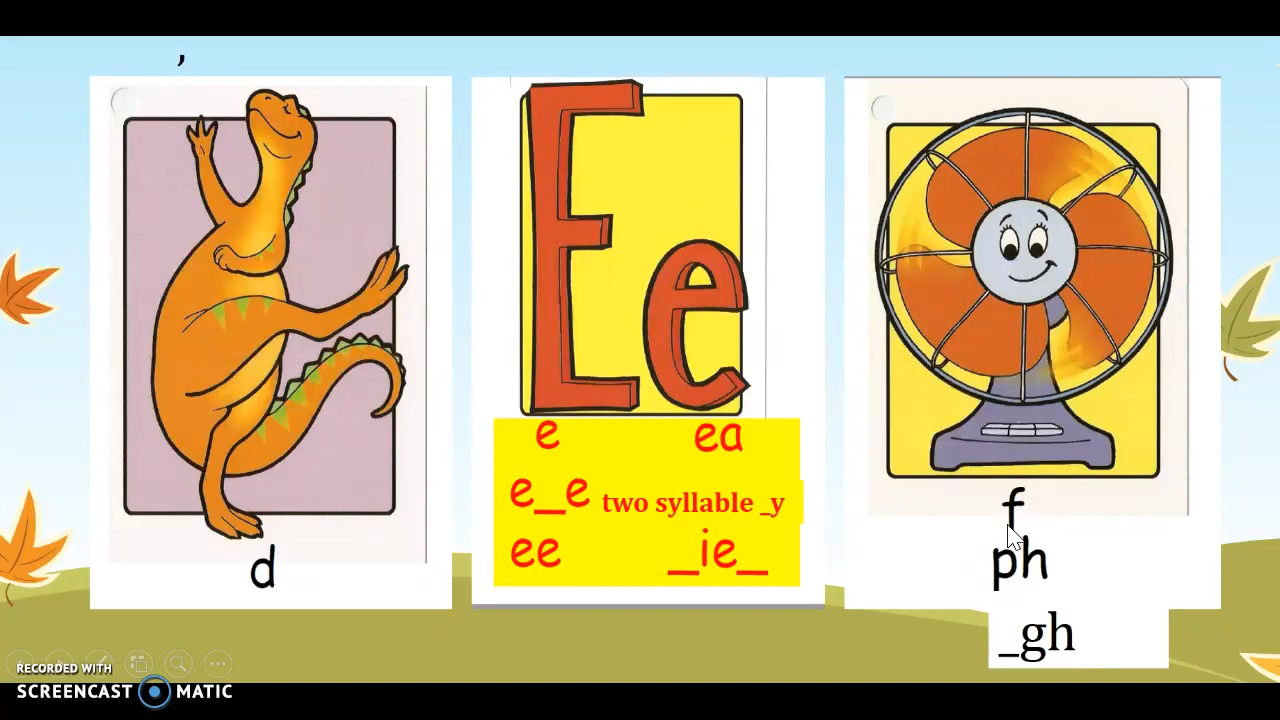 ,
d
Ee
e ea
e_e two syllable _y
ee _ie_
f
ph
_gh
RECORDED WITH
SCREENCAST MATIC